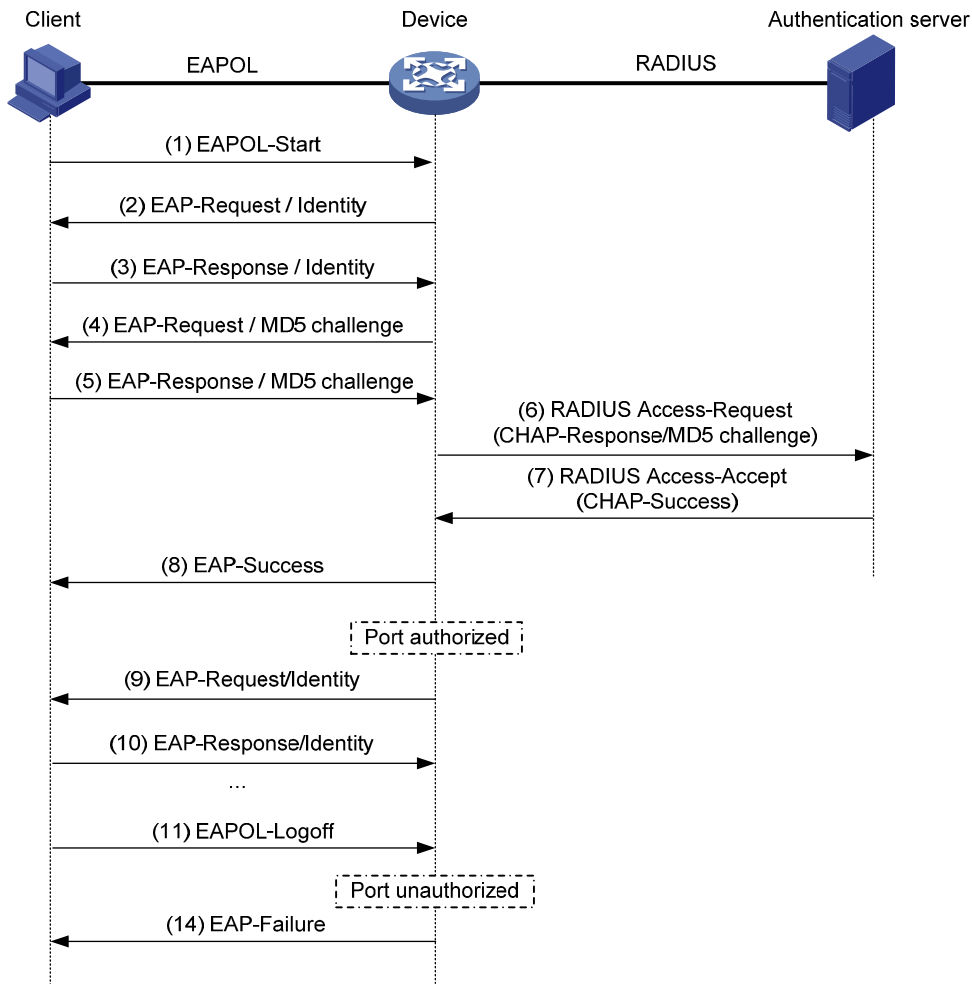 Client
Device
Authentication server
EAPOL
RADIUS
(1) EAPOL-Start
(2) EAP-Request / Identity
(3) EAP-Response / Identity
(4) EAP-Request / MD5 challenge
(5) EAP-Response / MD5 challenge
(6) RADIUS Access-Request
(CHAP-Response/MD5 challenge)
(7) RADIUS Access-Accept
(CHAP-Success)
(8) EAP-Success
Port authorized
(9) EAP-Request/Identity
(10) EAP-Response/Identity
...
(11) EAPOL-Logoff
Port unauthorized
(14) EAP-Failure